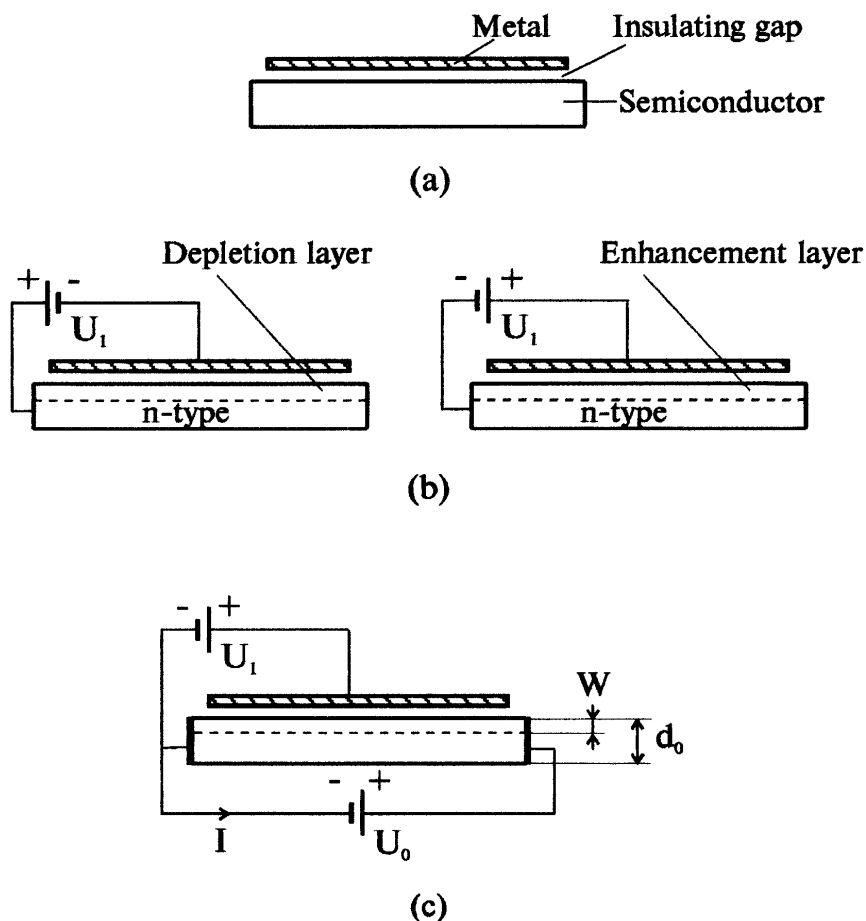 Metal
Insulating gap
Semiconductor
(a)
Depletion layer
+ -
U₁
n-type
Enhancement layer
- +
U₁
n-type
(b)
- +
U₁
W
d₀
- +
I
U₀
(c)